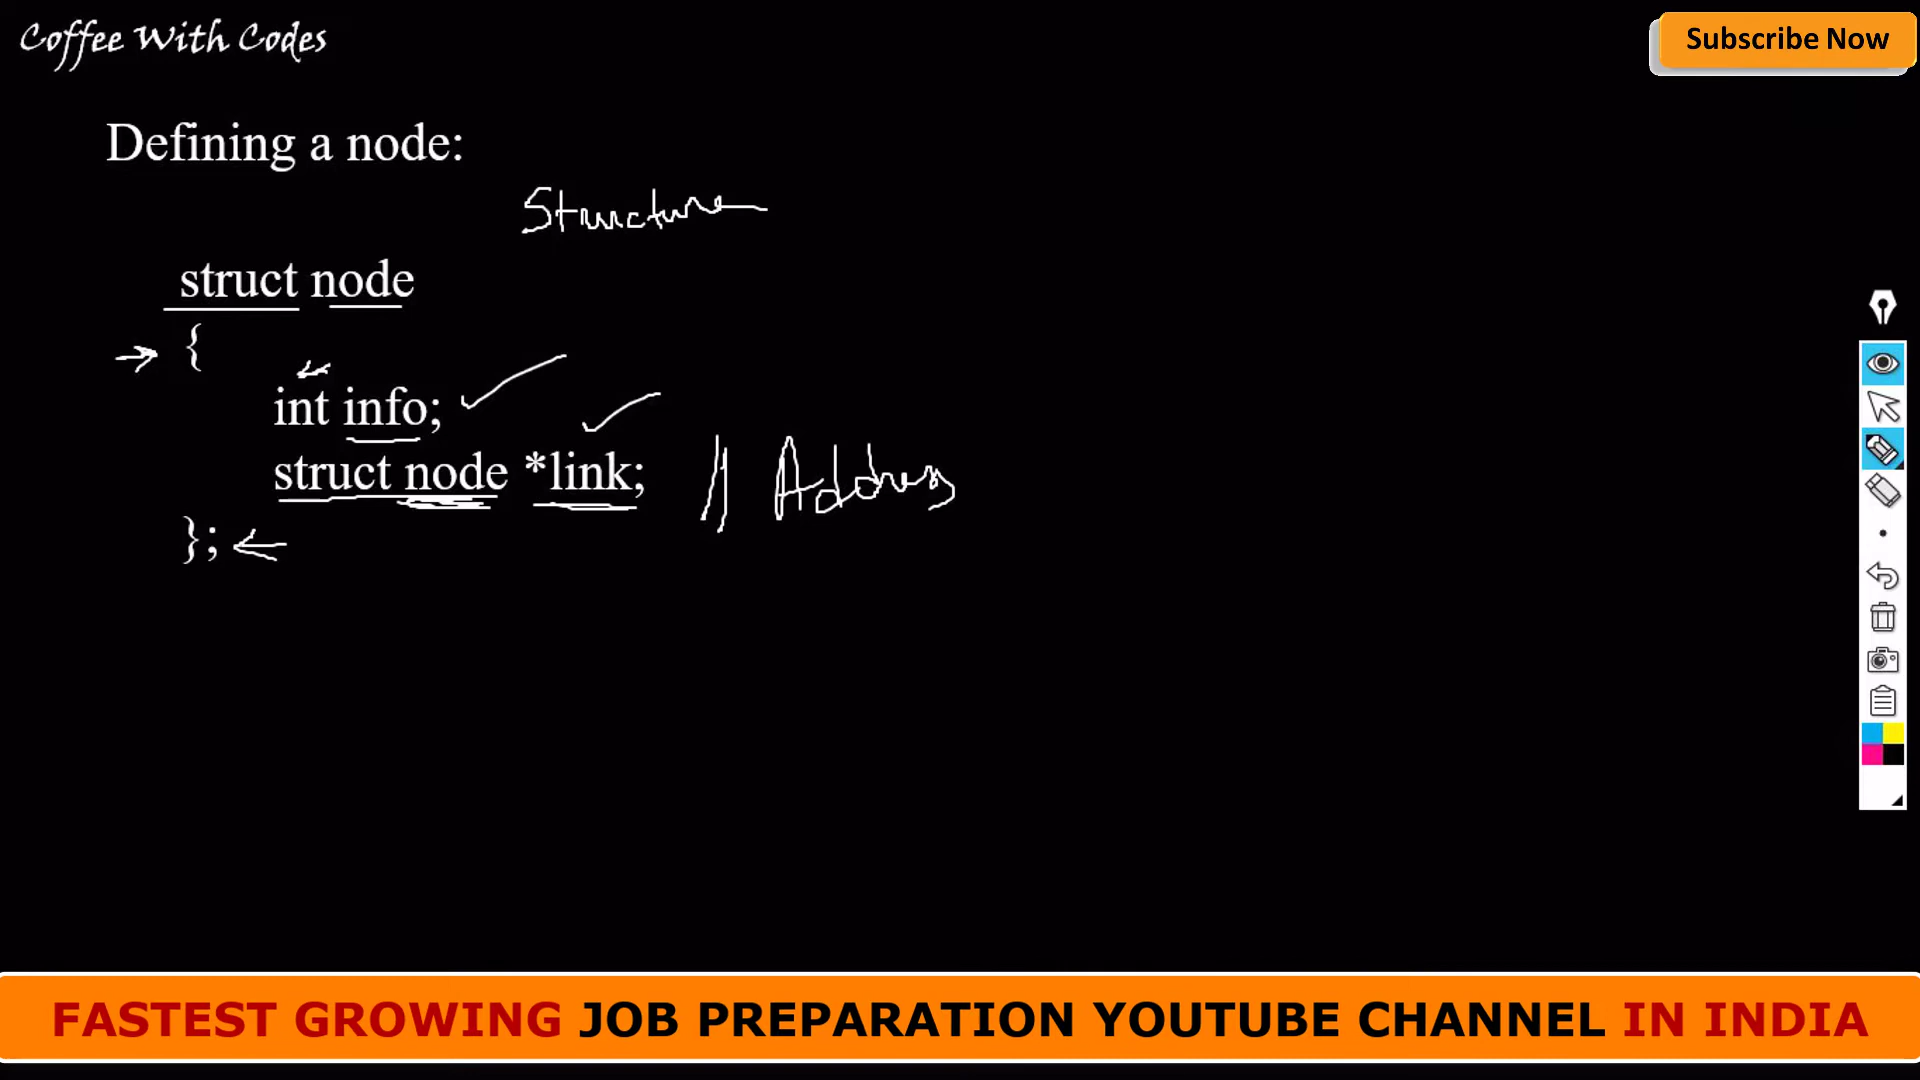 Coffee With Codes
Subscribe Now
Defining a node:
Structure
struct node
{
int info;
struct node *link; // Address
};
FASTEST GROWING JOB PREPARATION YOUTUBE CHANNEL IN INDIA